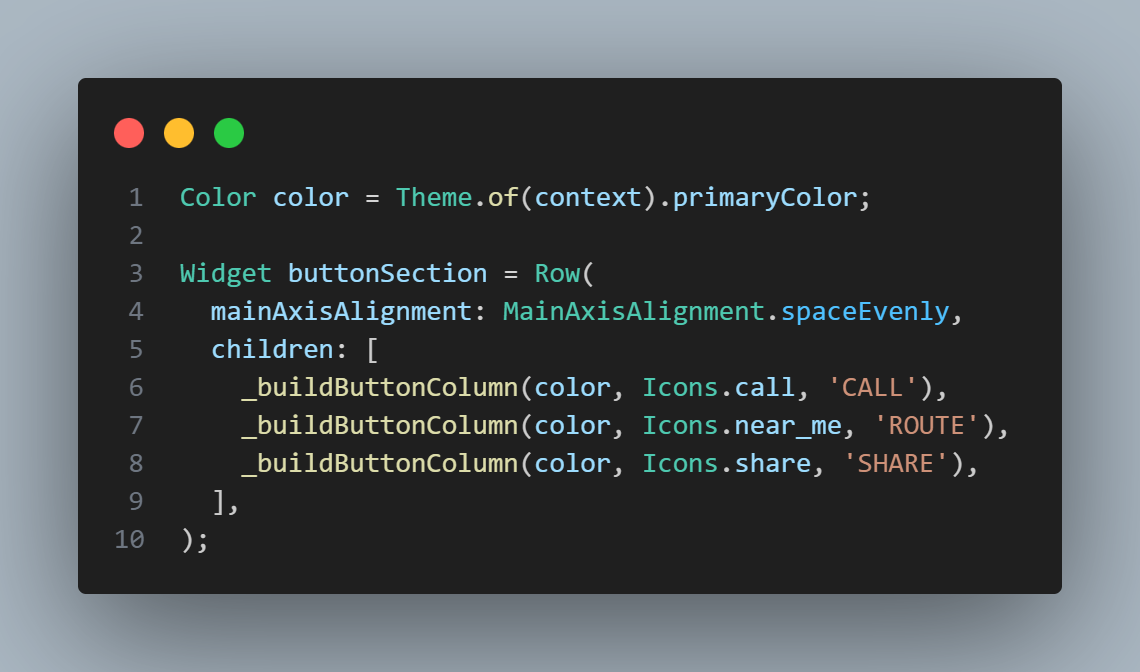 1 Color color = Theme.of(context).primaryColor;
2
3 Widget buttonSection = Row(
4   mainAxisAlignment: MainAxisAlignment.spaceEvenly,
5   children: [
6     _buildButtonColumn(color, Icons.call, 'CALL'),
7     _buildButtonColumn(color, Icons.near_me, 'ROUTE'),
8     _buildButtonColumn(color, Icons.share, 'SHARE'),
9   ],
10 );